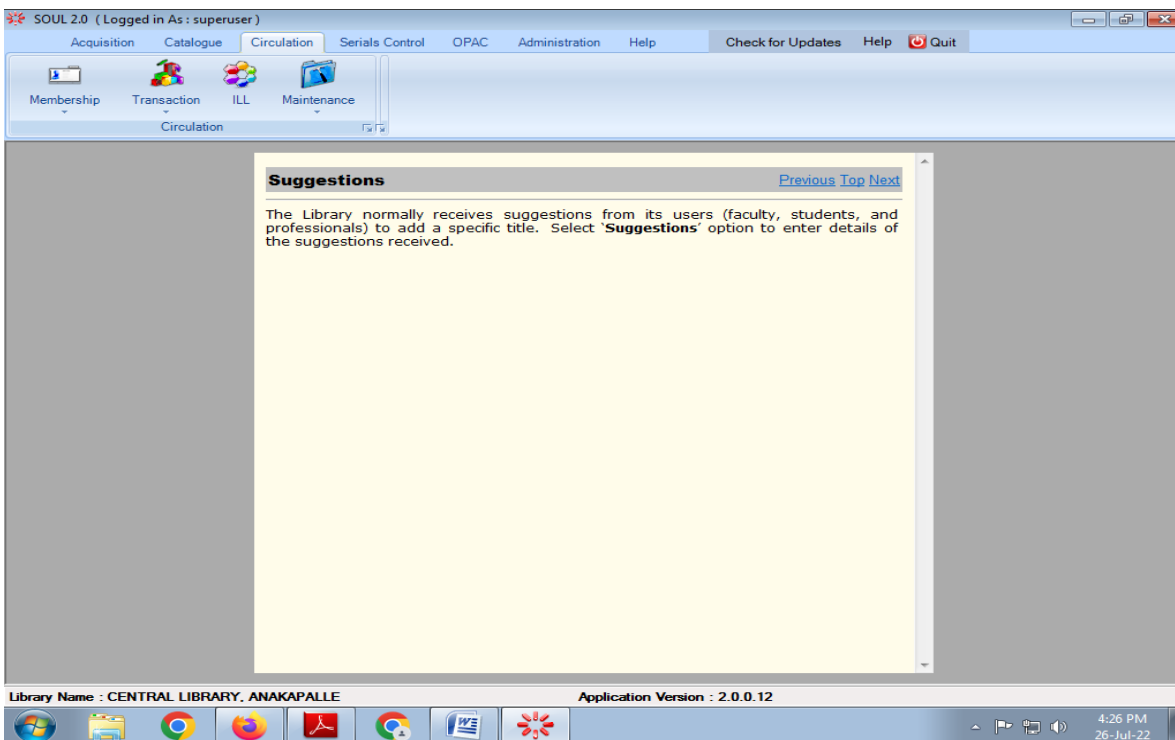 SOUL 2.0 ( Logged in As : superuser )
Acquisition Catalogue Circulation Serials Control OPAC Administration Help Check for Updates Help Quit
Membership Transaction ILL Maintenance
Circulation
Suggestions Previous Top Next
The Library normally receives suggestions from its users (faculty, students, and
professionals) to add a specific title. Select `Suggestions' option to enter details of
the suggestions received.
Library Name : CENTRAL LIBRARY, ANAKAPALLE Application Version : 2.0.0.12
4:26 PM
26-Jul-22